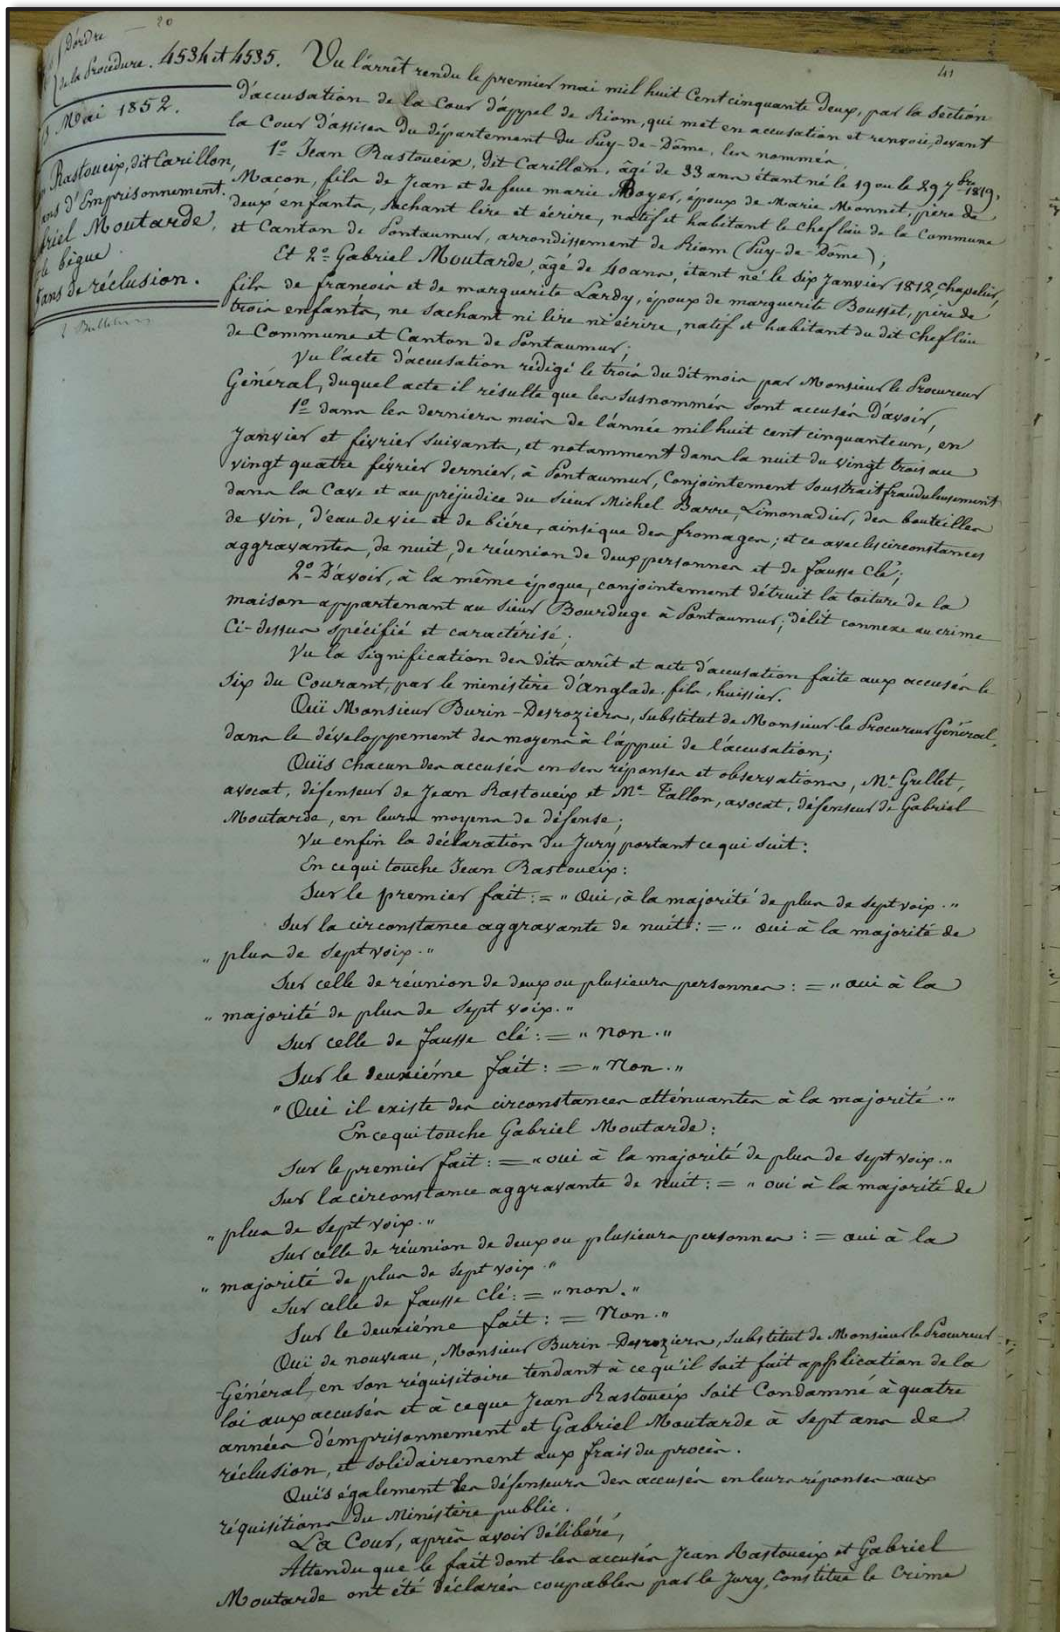 20
41
d'ordre
de la Procédure. 4534 et 4535.
Mai 1852.
Rastoueix, dit Carillon,
ans d'Emprisonnement.
briel Moutarde,
le bègue
ans de réclusion.
Vu l'arrêt rendu le premier mai mil huit Cent cinquante deux, par la Section
d'accusation de la Cour d'appel de Riom, qui met en accusation et renvoie, devant
la Cour d'assises du département du Puy-de-Dôme, les nommés
1º Jean Rastoueix, dit Carillon, âgé de 33 ans étant né le 19 ou le 29 7bre 1819,
Maçon, fils de Jean et de feue marie Boyer, époux de Marie Monnet, père de
deux enfants, sachant lire et écrire, natif et habitant le Chef lieu de la Commune
et Canton de Pontaumur, arrondissement de Riom (Puy-de-Dôme);
Et 2º Gabriel Moutarde, âgé de 40 ans, étant né le Six Janvier 1812, chapelier,
fils de francois et de marguerite Lardy, époux de marguerite Bousset, père de
trois enfants, ne sachant ni lire ni écrire, natif et habitant du dit Chef lieu
de Commune et Canton de Pontaumur;
Vu l'acte d'accusation rédigé le trois du dit mois par Monsieur le Procureur
Général, duquel acte il résulte que les susnommés sont accusés d'avoir,
1º dans les derniers mois de l'année mil huit cent cinquante un, en
Janvier et février suivants, et notamment dans la nuit du vingt trois au
vingt quatre février dernier, à Pontaumur, Conjointement soustrait frauduleusement
dans la Cave et au préjudice du sieur Michel Barre, Limonadier, des bouteilles
de vin, d'eau de vie et de biére, ainsi que des fromages; et ce avec les circonstances
aggravantes, de nuit, de réunion de deux personnes et de fausse Clé;
2º D'avoir, à la même époque, conjointement détruit la toiture de la
maison appartenant au sieur Bourduge à Pontaumur; délit connexe au crime
Ci-dessus spécifié et caractérisé;
Vu la signification des dits arrêt et acte d'accusation faite aux accusés le
Six du Courant, par le ministère d'Anglade, fils, huissier.
Ouï Monsieur Burin-Desroziers, Substitut de Monsieur le Procureur Général,
dans le développement des moyens à l'appui de l'accusation;
Ouïs chacun des accusés en ses réponses et observations, Me Grellet,
avocat, défenseur de Jean Rastoueix et Me Tallon, avocat, défenseur de Gabriel
Moutarde, en leurs moyens de défense;
Vu enfin la déclaration du Jury portant ce qui suit:
En ce qui touche Jean Rastoueix:
Sur le premier fait: = " Oui, à la majorité de plus de sept voix. "
Sur la circonstance aggravante de nuit: = " oui à la majorité de
" plus de sept voix. "
Sur celle de réunion de deux ou plusieurs personnes: = " oui à la
" majorité de plus de sept voix. "
Sur celle de fausse clé: = " non. "
Sur le deuxiéme fait: = " Non. "
" Oui il existe des circonstances atténuantes à la majorité. "
En ce qui touche Gabriel Moutarde:
Sur le premier fait: = " oui à la majorité de plus de sept voix. "
Sur la circonstance aggravante de nuit: = " oui à la majorité de
" plus de sept voix. "
Sur celle de réunion de deux ou plusieurs personnes: = oui à la
" majorité de plus de sept voix "
Sur celle de fausse clé: = " non. "
Sur le deuxiéme fait: = Non. "
Ouï de nouveau, Monsieur Burin-Desroziers, Substitut de Monsieur le Procureur
Général, en son réquisitoire tendant à ce qu'il soit fait application de la
loi aux accusés et à ce que Jean Rastoueix soit Condamné à quatre
années d'emprisonnement et Gabriel Moutarde à sept ans de
réclusion, et solidairement aux frais du procès.
Ouïs également les défenseurs des accusés en leurs réponses aux
réquisitions du Ministère public.
La Cour, après avoir délibéré,
Attendu que le fait dont les accusés Jean Rastoueix et Gabriel
Moutarde ont été déclarés coupables par le Jury, Constitue le Crime